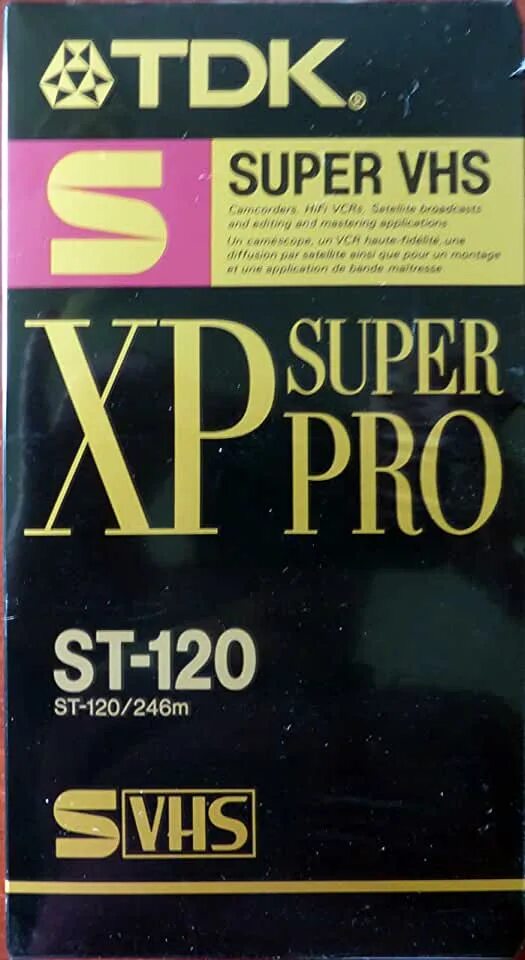 TDK®
S
SUPER VHS
Camcorders, HiFi VCRs, Satellite broadcasts
and editing and mastering applications
Un caméscope, un VCR haute-fidélité, une
diffusion par satellite ainsi que pour un montage
et une application de bande maîtresse
XP SUPER
PRO
ST-120
ST-120/246m
S VHS